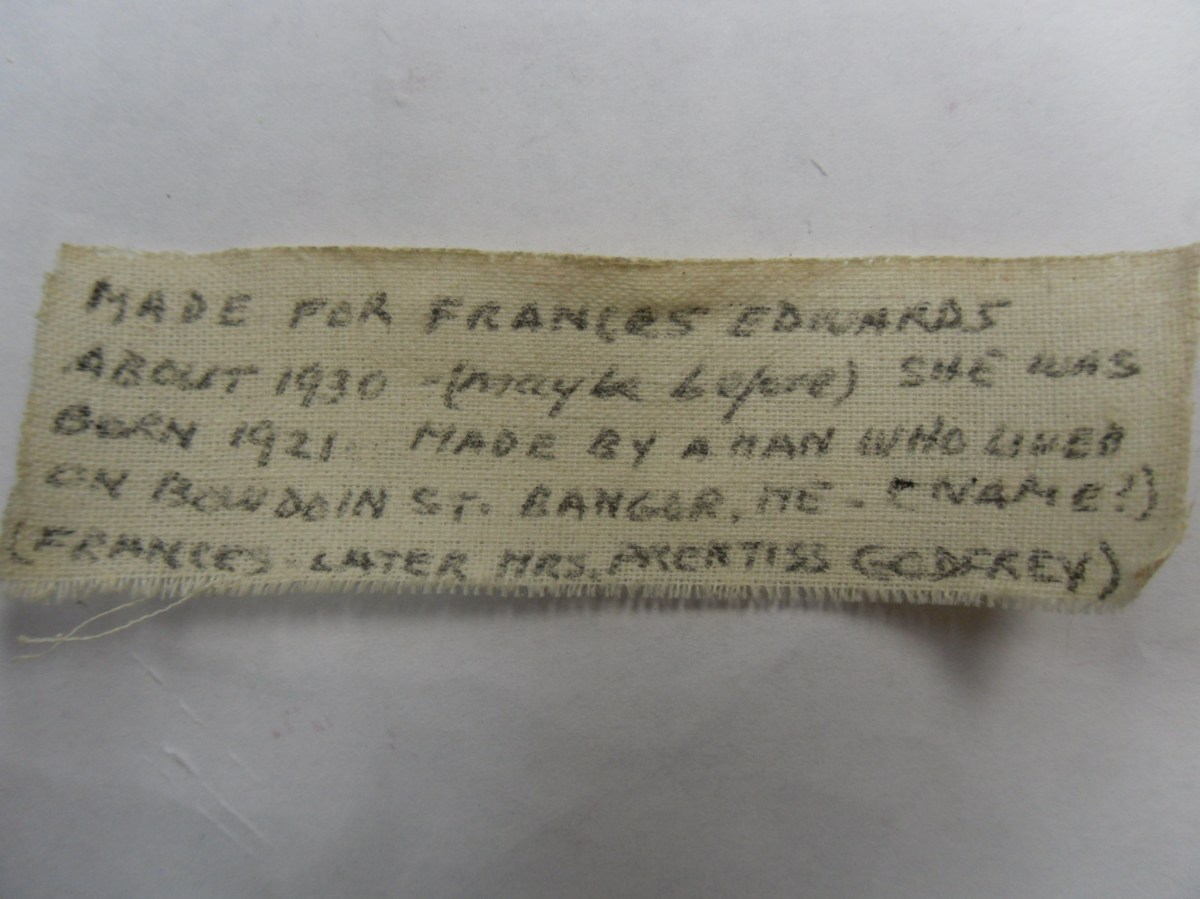 MADE FOR FRANCES EDWARDS
ABOUT 1930 - (maybe before) SHE WAS
BORN 1921. MADE BY A MAN WHO LIVED
ON BOWDOIN ST. BANGOR, ME - (NAME?)
(FRANCES LATER MRS. PRENTISS GODFREY)